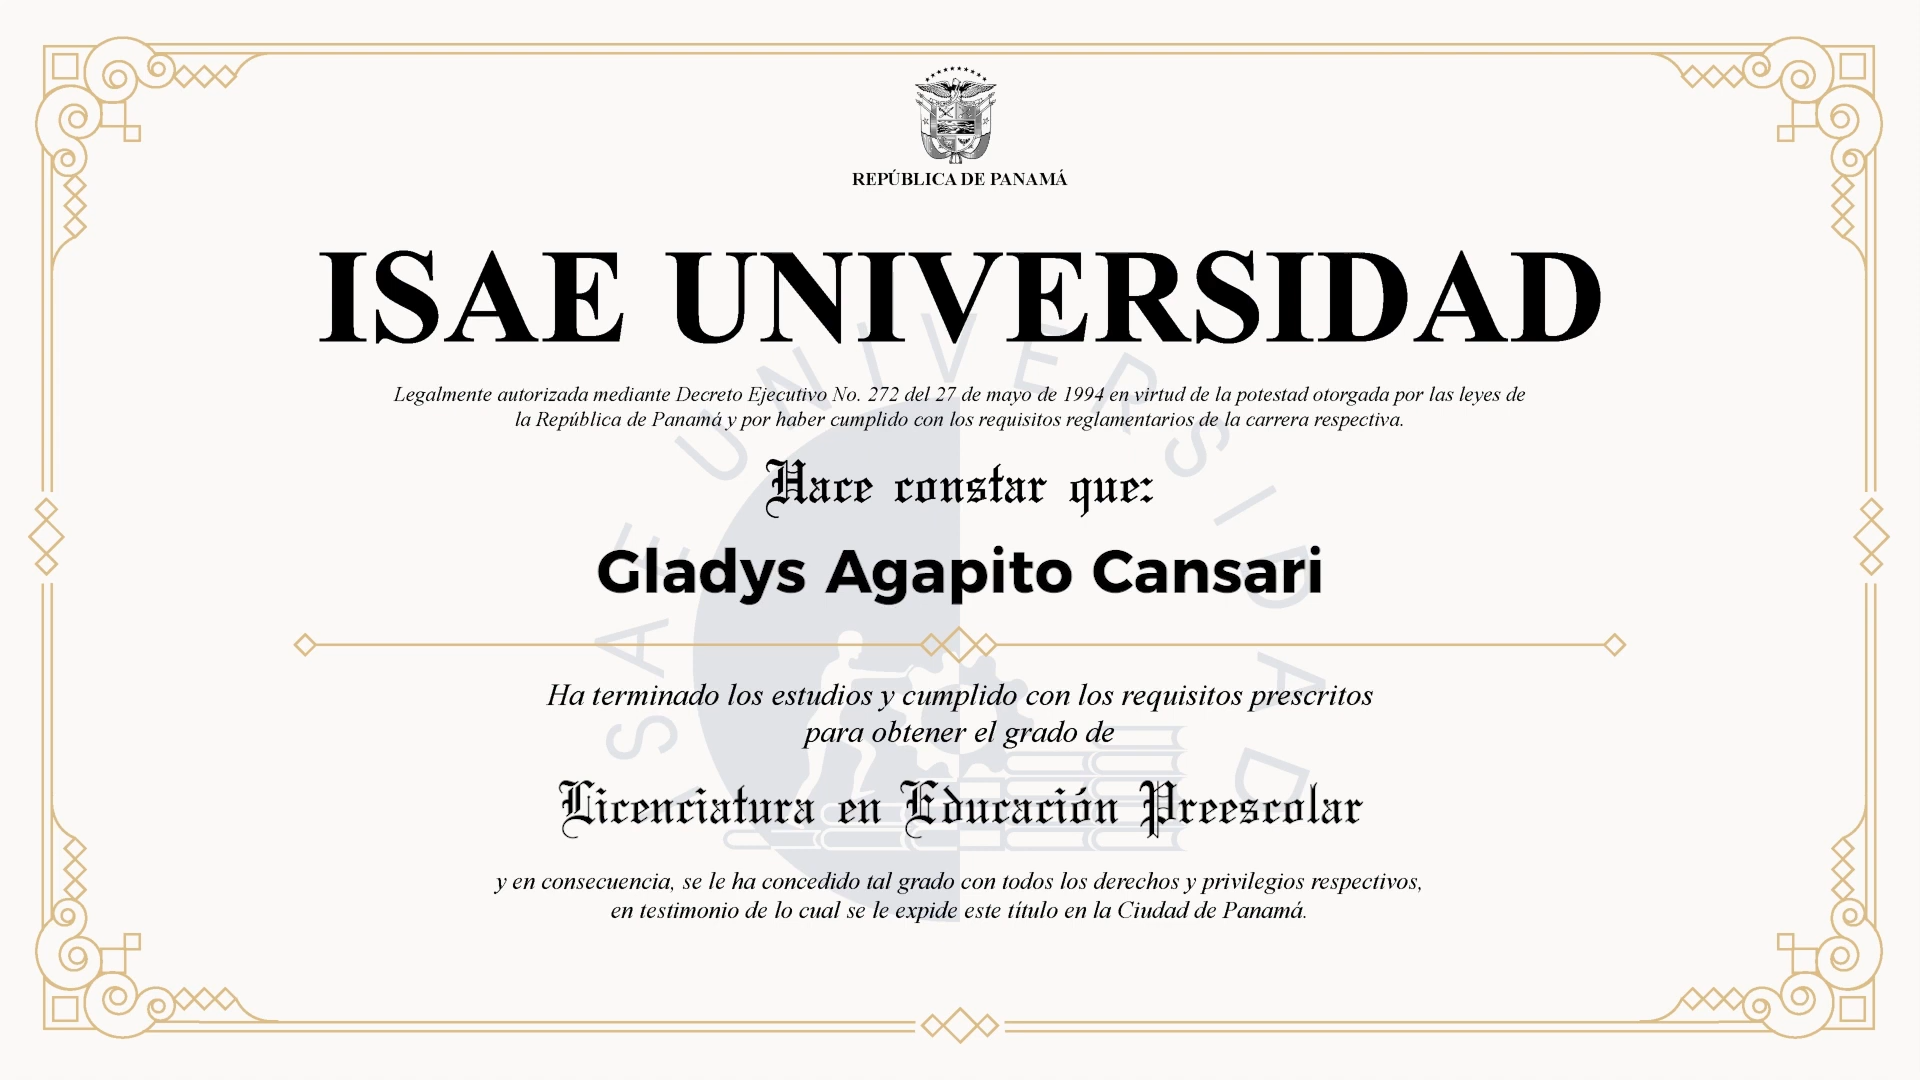 REPÚBLICA DE PANAMÁ
ISAE UNIVERSIDAD
Legalmente autorizada mediante Decreto Ejecutivo No. 272 del 27 de mayo de 1994 en virtud de la potestad otorgada por las leyes de
la República de Panamá y por haber cumplido con los requisitos reglamentarios de la carrera respectiva.
Hace constar que:
Gladys Agapito Cansari
Ha terminado los estudios y cumplido con los requisitos prescritos
para obtener el grado de
Licenciatura en Educación Preescolar
y en consecuencia, se le ha concedido tal grado con todos los derechos y privilegios respectivos,
en testimonio de lo cual se le expide este título en la Ciudad de Panamá.
SAE UNIVERSIDAD